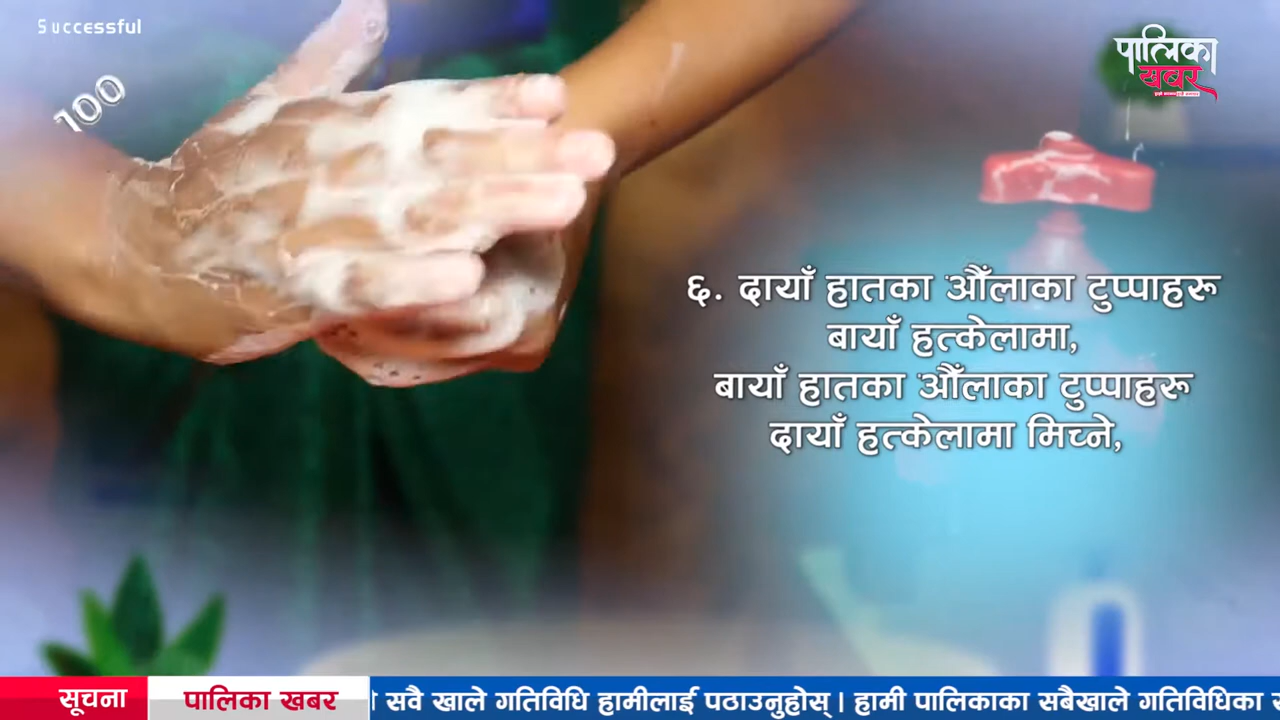 Successful
100
पालिका
खबर
६. दायाँ हातका औँलाका टुप्पाहरू
बायाँ हत्केलामा,
बायाँ हातका औँलाका टुप्पाहरू
दायाँ हत्केलामा मिच्ने,
सूचना पालिका खबर सवै खाले गतिविधि हामीलाई पठाउनुहोस् । हामी पालिकाका सबैखाले गतिविधिका